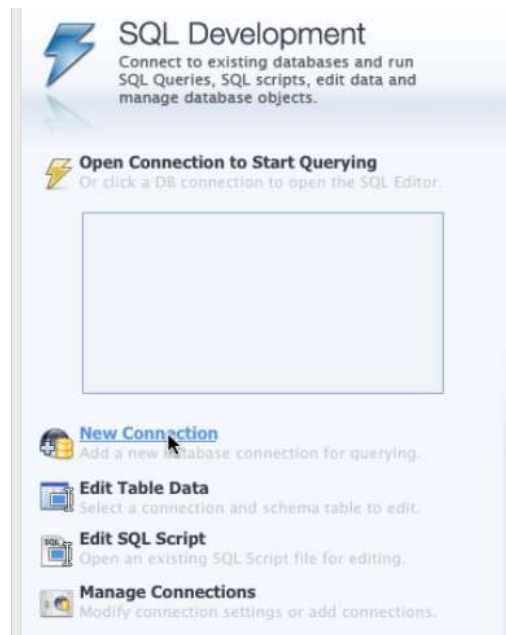 SQL Development
Connect to existing databases and run
SQL Queries, SQL scripts, edit data and
manage database objects.
Open Connection to Start Querying
Or click a DB connection to open the SQL Editor.
New Connection
Add a new database connection for querying.
Edit Table Data
Select a connection and schema table to edit.
SQL
Edit SQL Script
Open an existing SQL Script file for editing.
Manage Connections
Modify connection settings or add connections.